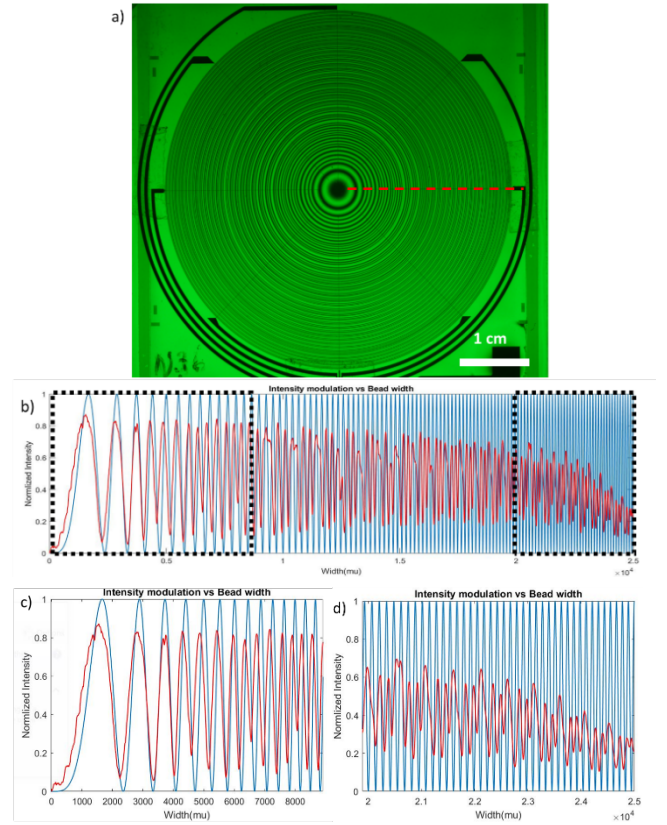 a)
N36
1 cm
b)
Intensity modulation vs Bead width
Normlized Intensity
1
0.8
0.6
0.4
0.2
0
0 0.5 1 1.5 2 2.5
Width(mu)
×10⁴
c)
Intensity modulation vs Bead width
Normlized Intensity
1
0.8
0.6
0.4
0.2
0
0 1000 2000 3000 4000 5000 6000 7000 8000
Width(mu)
d)
Intensity modulation vs Bead width
Normlized Intensity
1
0.8
0.6
0.4
0.2
0
2 2.1 2.2 2.3 2.4 2.5
Width(mu)
×10⁴